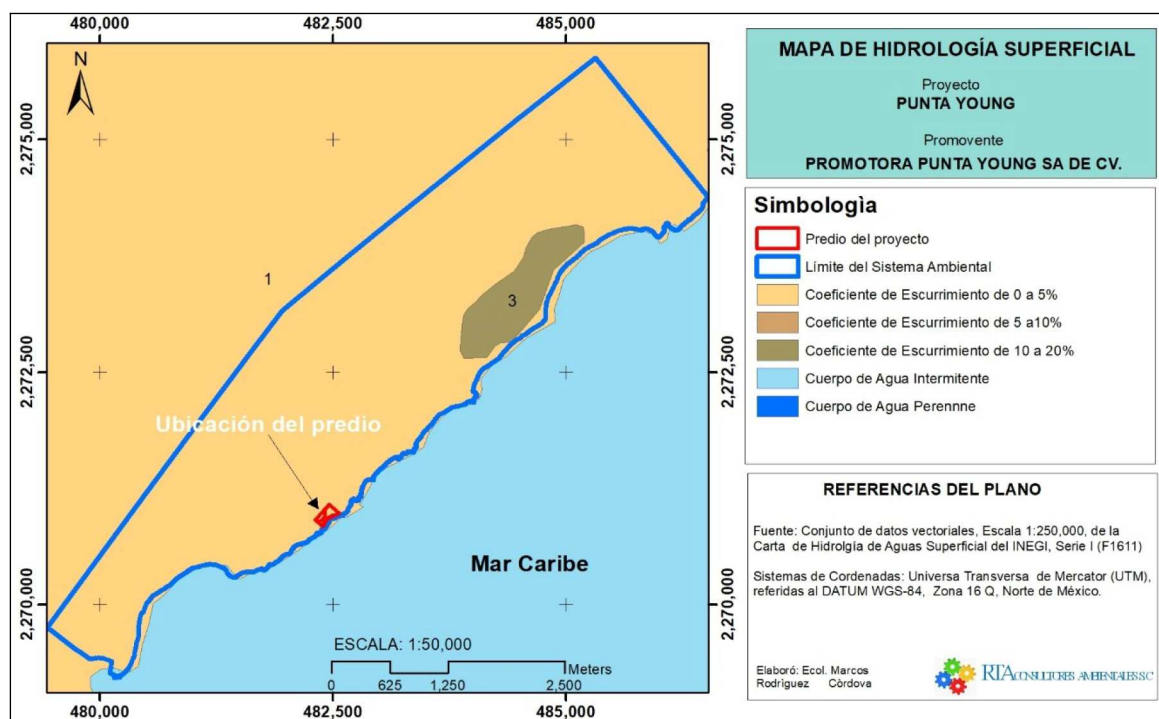 480,000
482,500
485,000
N
2,275,000
2,275,000
1
3
2,272,500
2,272,500
Ubicación del predio
Mar Caribe
2,270,000
2,270,000
ESCALA: 1:50,000
Meters
0 625 1,250 2,500
480,000
482,500
485,000
MAPA DE HIDROLOGÍA SUPERFICIAL
Proyecto
PUNTA YOUNG
Promovente
PROMOTORA PUNTA YOUNG SA DE CV.
Simbologìa
Predio del proyecto
Límite del Sistema Ambiental
Coeficiente de Escurrimiento de 0 a 5%
Coeficiente de Escurrimiento de 5 a10%
Coeficiente de Escurrimiento de 10 a 20%
Cuerpo de Agua Intermitente
Cuerpo de Agua Perennne
REFERENCIAS DEL PLANO
Fuente: Conjunto de datos vectoriales, Escala 1:250,000, de la
Carta de Hidrolgía de Aguas Superficial del INEGI, Serie I (F1611)
Sistemas de Cordenadas: Universa Transversa de Mercator (UTM),
referidas al DATUM WGS-84, Zona 16 Q, Norte de México.
Elaboró: Ecol. Marcos
Rodríguez Còrdova
RTA CONSULTORES AMBIENTALES S.C